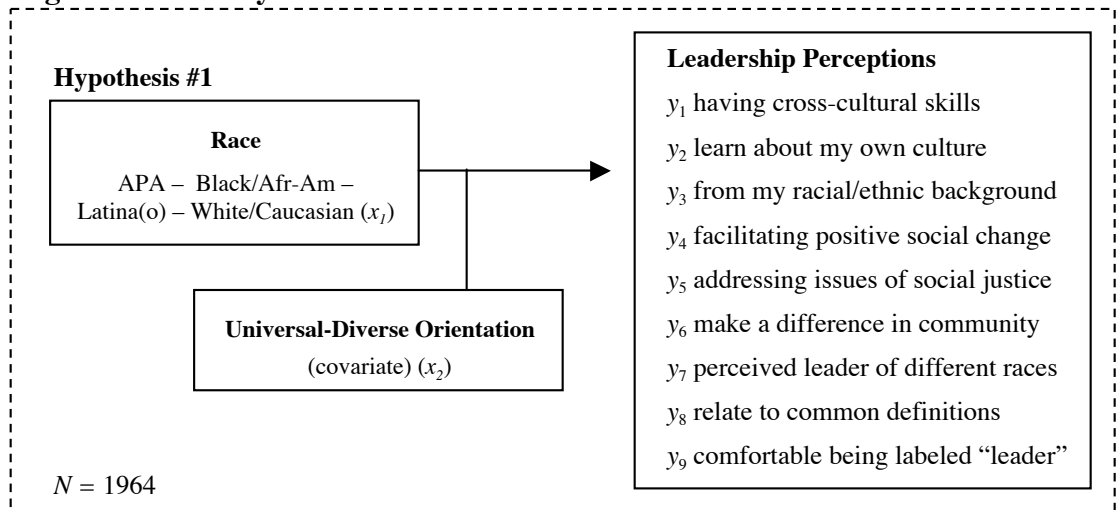 Hypothesis #1
Race
APA – Black/Afr-Am –
Latina(o) – White/Caucasian (x1)
Universal-Diverse Orientation
(covariate) (x2)
N = 1964
Leadership Perceptions
y1 having cross-cultural skills
y2 learn about my own culture
y3 from my racial/ethnic background
y4 facilitating positive social change
y5 addressing issues of social justice
y6 make a difference in community
y7 perceived leader of different races
y8 relate to common definitions
y9 comfortable being labeled “leader”